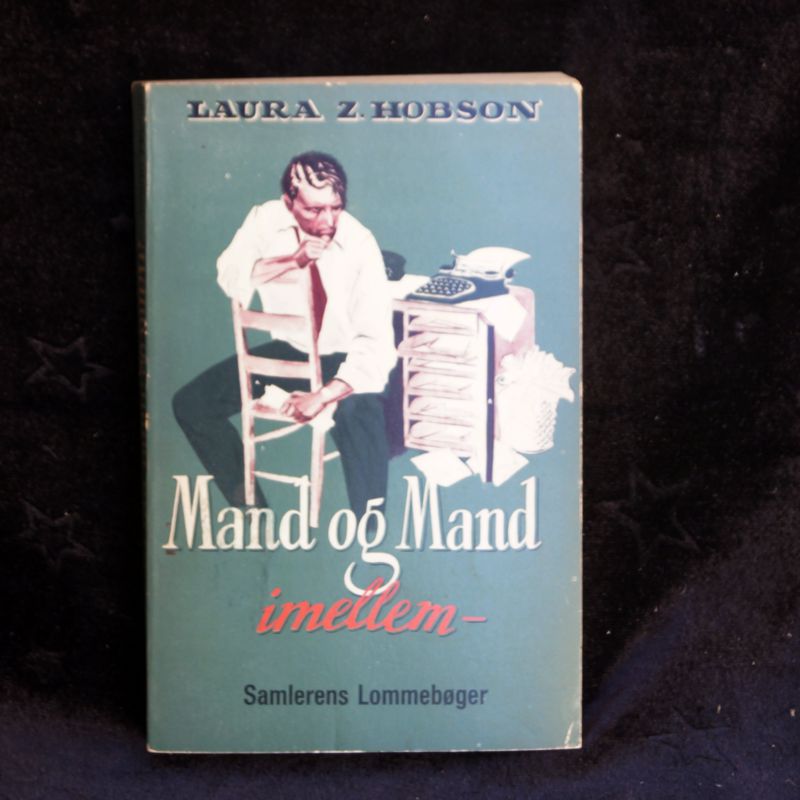 LAURA Z. HOBSON
Mand og Mand
imellem-
Samlerens Lommebøger